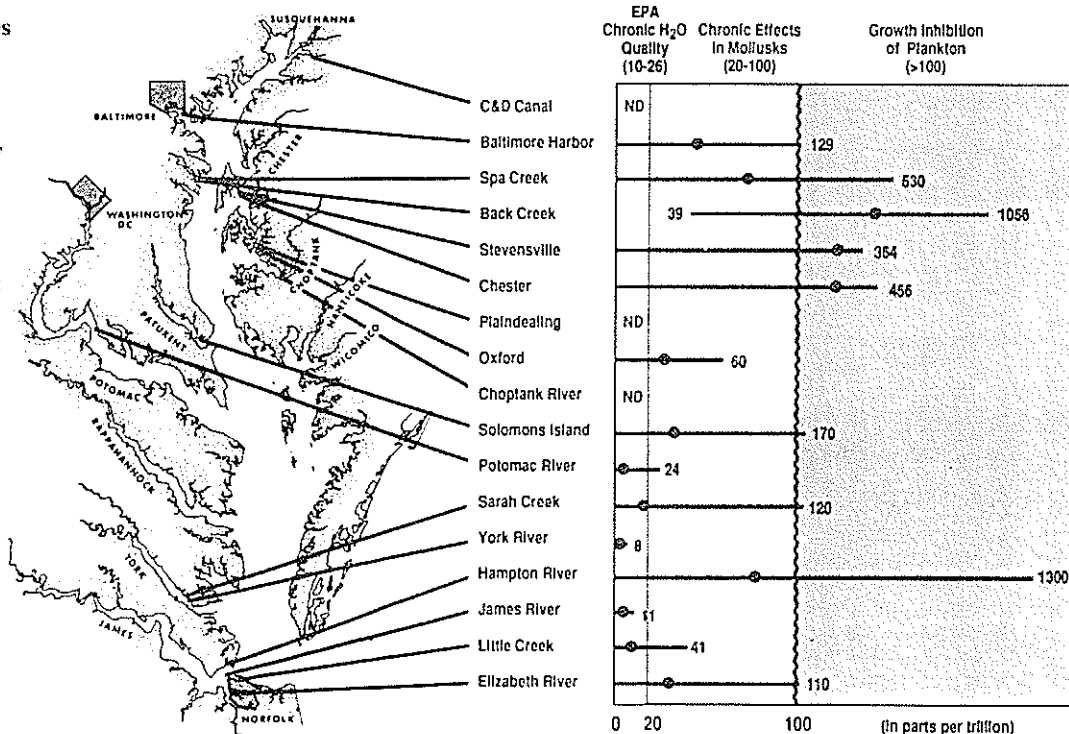 es
SUSQUEHANNA
BALTIMORE
CHESTER
WASHINGTON
DC
CHOPTANK
NANTICOKE
WICOMICO
PATUXENT
POTOMAC
RAPPAHANNOCK
YORK
JAMES
NORFOLK
C&D Canal
Baltimore Harbor
Spa Creek
Back Creek
Stevensville
Chester
Plaindealing
Oxford
Choptank River
Solomons Island
Potomac River
Sarah Creek
York River
Hampton River
James River
Little Creek
Elizabeth River
EPA
Chronic H₂O
Quality
(10-26)
Chronic Effects
In Mollusks
(20-100)
Growth Inhibition
of Plankton
(>100)
ND
129
530
39 1056
354
456
ND
60
ND
170
24
120
8
1300
11
41
110
0 20 100 (In parts per trillion)